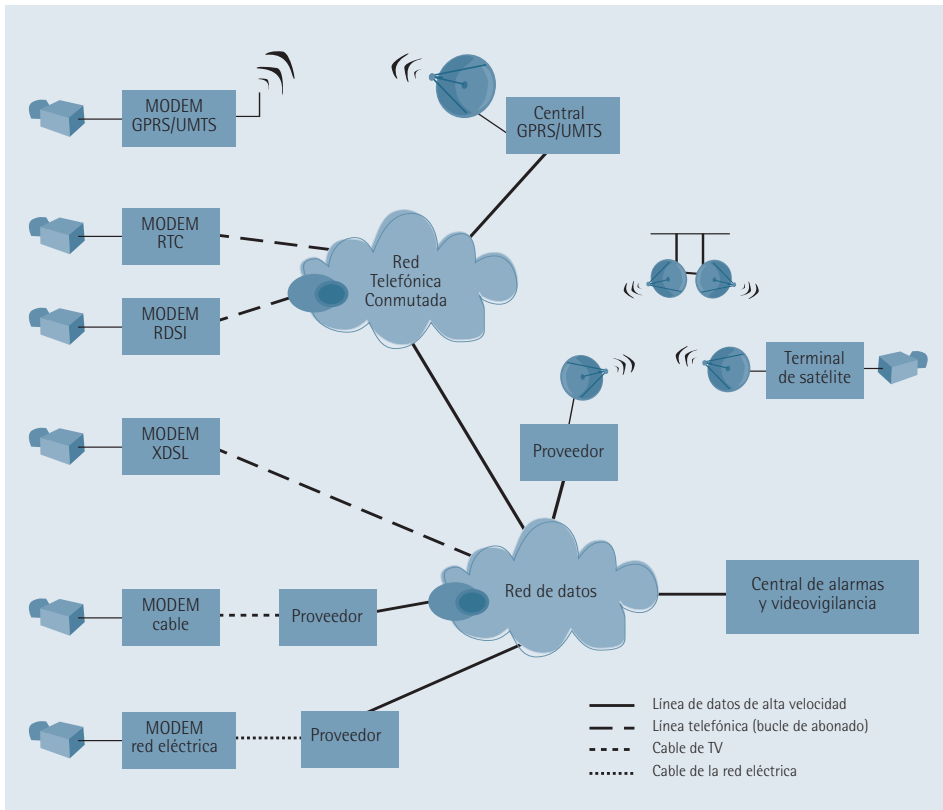 MODEM
GPRS/UMTS
Central
GPRS/UMTS
MODEM
RTC
Red
Telefónica
Conmutada
MODEM
RDSI
Terminal
de satélite
MODEM
XDSL
Proveedor
Red de datos
Central de alarmas
y videovigilancia
MODEM
cable
Proveedor
MODEM
red eléctrica
Proveedor
Línea de datos de alta velocidad
Línea telefónica (bucle de abonado)
Cable de TV
Cable de la red eléctrica